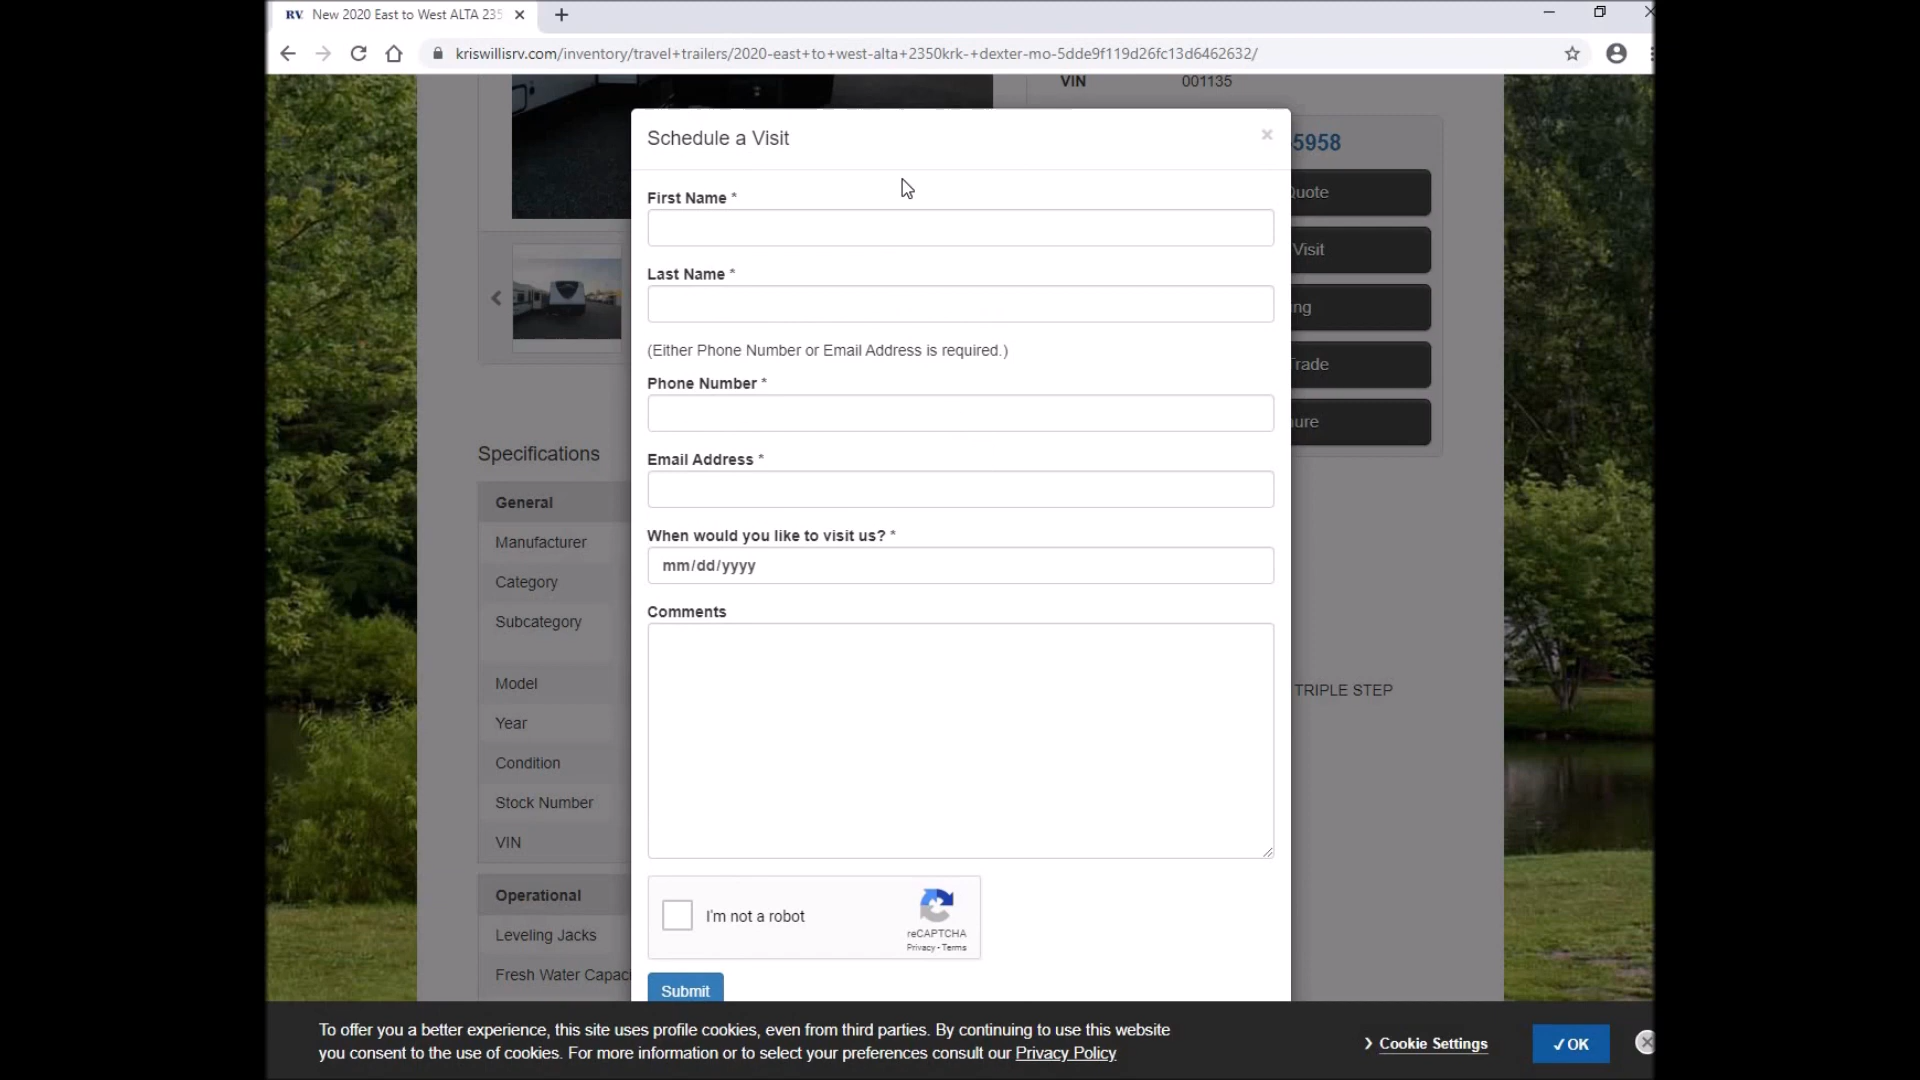 RV New 2020 East to West ALTA 235
kriswillisrv.com/inventory/travel+trailers/2020-east+to+west-alta+2350krk-+dexter-mo-5dde9f119d26fc13d6462632/
VIN 001135
Schedule a Visit
5958
First Name *
Quote
Visit
Last Name *
ing
(Either Phone Number or Email Address is required.)
Trade
Phone Number *
hure
Specifications
Email Address *
General
When would you like to visit us? *
Manufacturer
mm/dd/yyyy
Category
Comments
Subcategory
Model
TRIPLE STEP
Year
Condition
Stock Number
VIN
Operational
I'm not a robot
reCAPTCHA
Privacy - Terms
Leveling Jacks
Fresh Water Capaci
Submit
To offer you a better experience, this site uses profile cookies, even from third parties. By continuing to use this website
you consent to the use of cookies. For more information or to select your preferences consult our Privacy Policy
Cookie Settings
✓OK